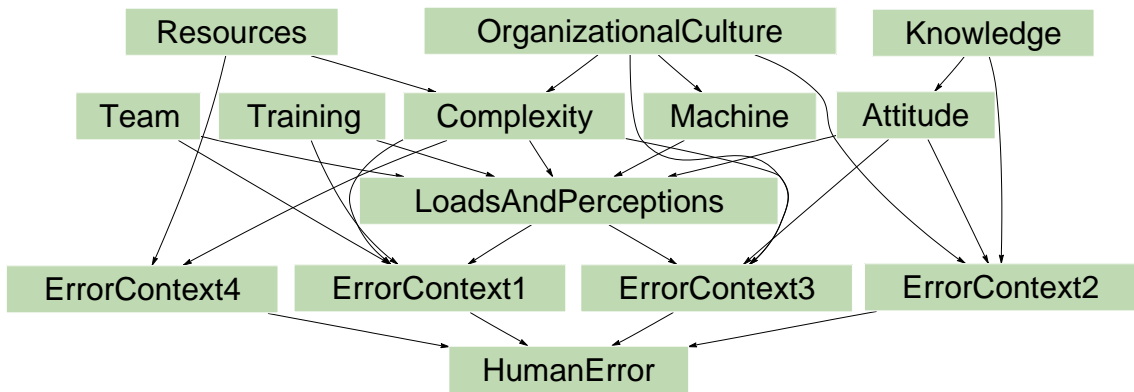 Resources
OrganizationalCulture
Knowledge
Team
Training
Complexity
Machine
Attitude
LoadsAndPerceptions
ErrorContext4
ErrorContext1
ErrorContext3
ErrorContext2
HumanError